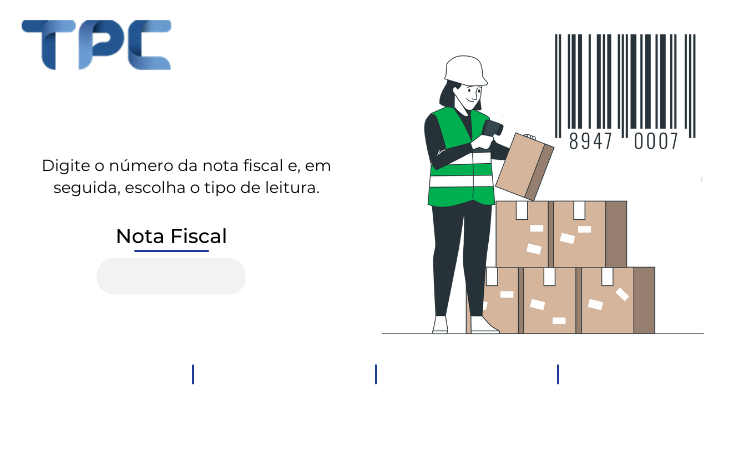 TPC
Digite o número da nota fiscal e, em
seguida, escolha o tipo de leitura.
Nota Fiscal
8947 0007